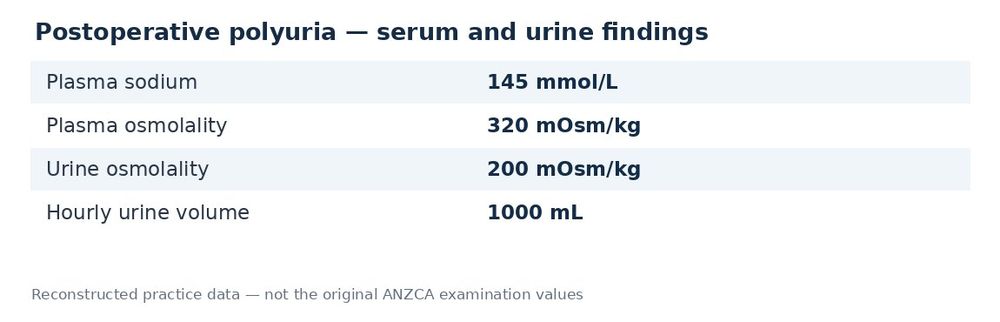 Postoperative polyuria — serum and urine findings
Plasma sodium 145 mmol/L
Plasma osmolality 320 mOsm/kg
Urine osmolality 200 mOsm/kg
Hourly urine volume 1000 mL
Reconstructed practice data — not the original ANZCA examination values